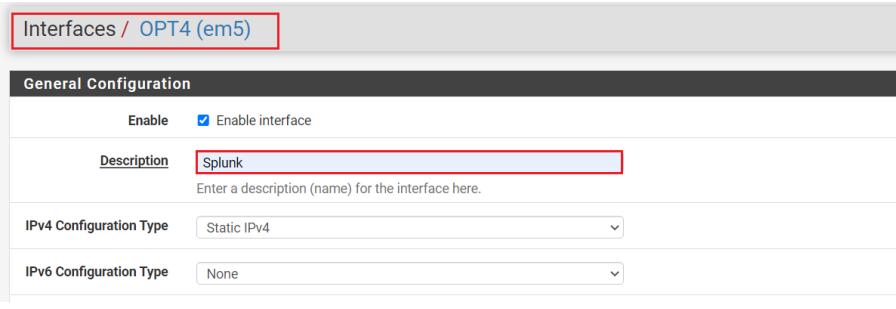 Interfaces / OPT4 (em5)
General Configuration
Enable Enable interface
Description Splunk
Enter a description (name) for the interface here.
IPv4 Configuration Type Static IPv4
IPv6 Configuration Type None